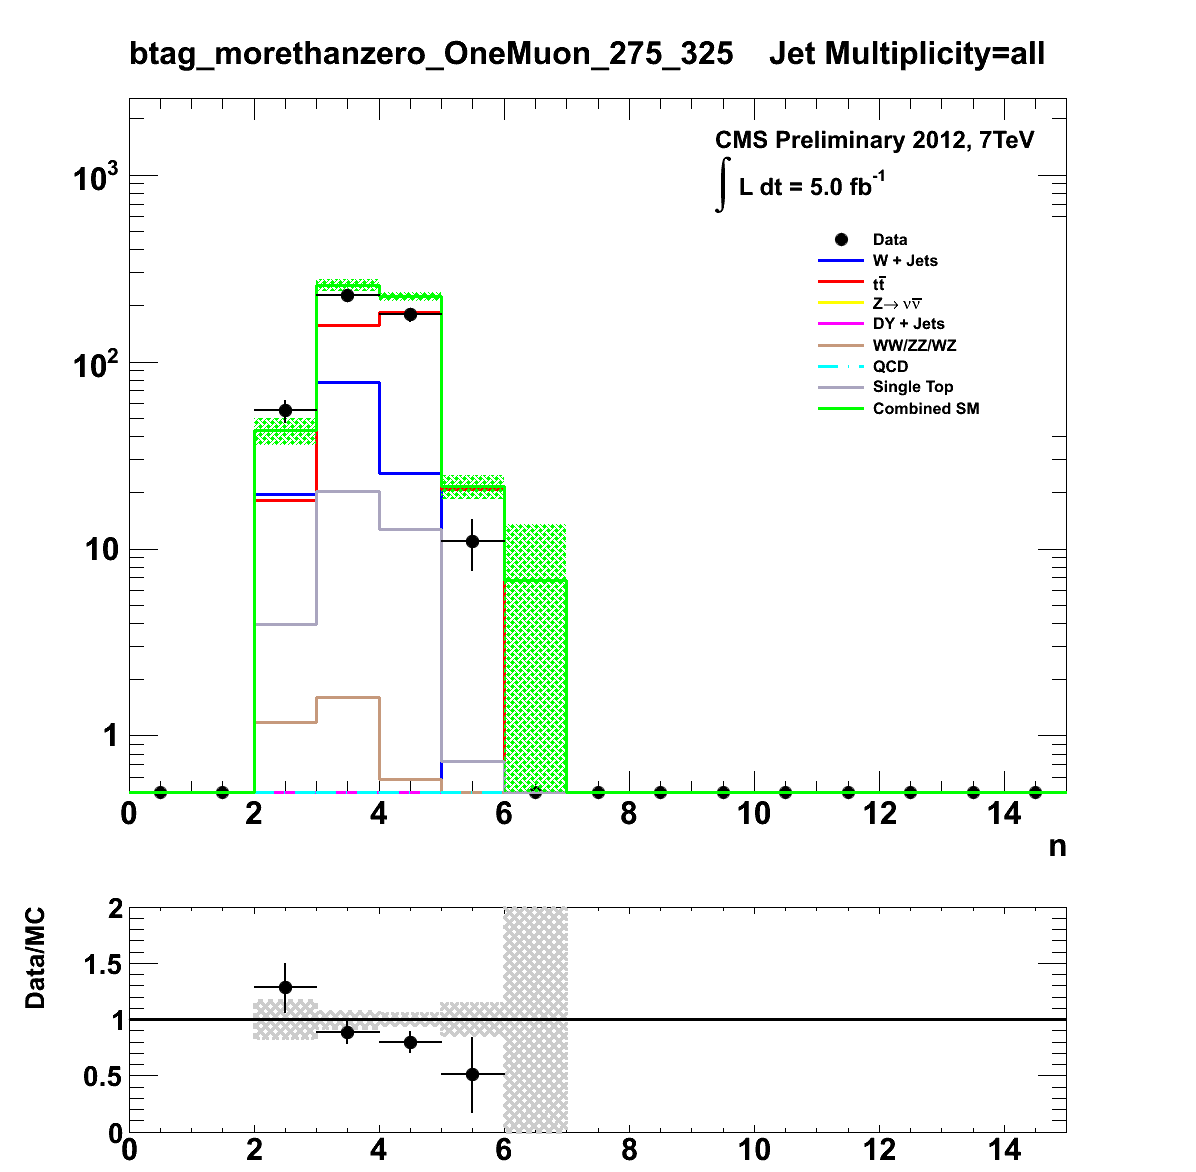 btag_morethanzero_OneMuon_275_325 Jet Multiplicity=all
CMS Preliminary 2012, 7TeV
∫ L dt = 5.0 fb⁻¹
Data
W + Jets
tt̅
Z→ νν̅
DY + Jets
WW/ZZ/WZ
QCD
Single Top
Combined SM
10³
10²
10
1
0 2 4 6 8 10 12 14
n
Data/MC
2
1.5
1
0.5
0
0 2 4 6 8 10 12 14